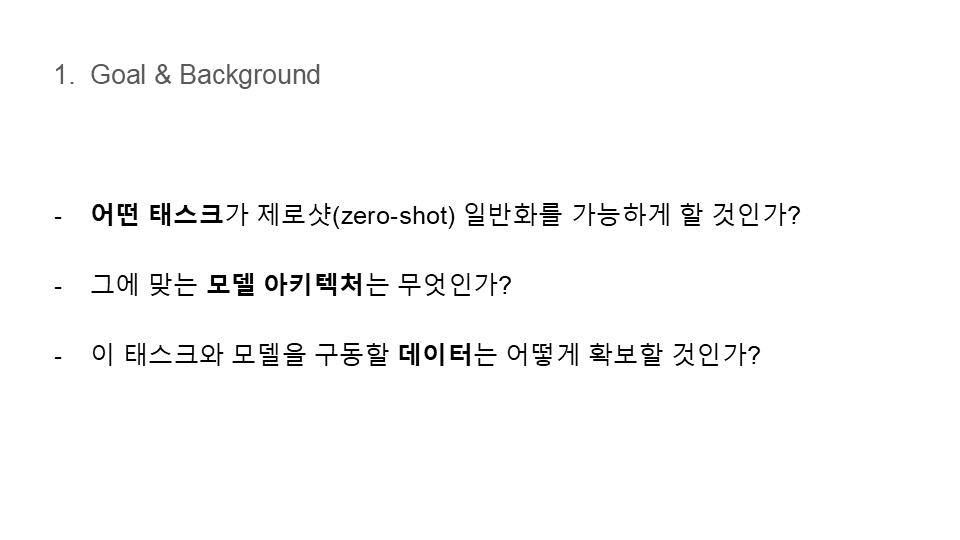 1. Goal & Background
- 어떤 태스크가 제로샷(zero-shot) 일반화를 가능하게 할 것인가?
- 그에 맞는 모델 아키텍처는 무엇인가?
- 이 태스크와 모델을 구동할 데이터는 어떻게 확보할 것인가?